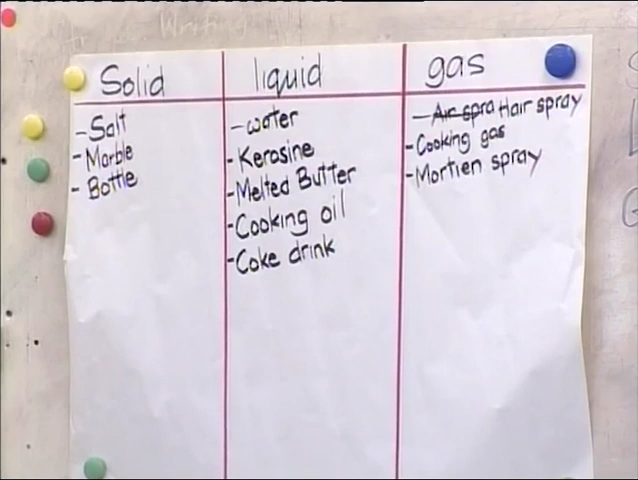 Writing
Solid
- Salt
- Marble
- Bottle
liquid
- water
- Kerosine
- Melted Butter
- Cooking oil
- Coke drink
gas
- Air spra Hair spray
- Cooking gas
- Mortien spray